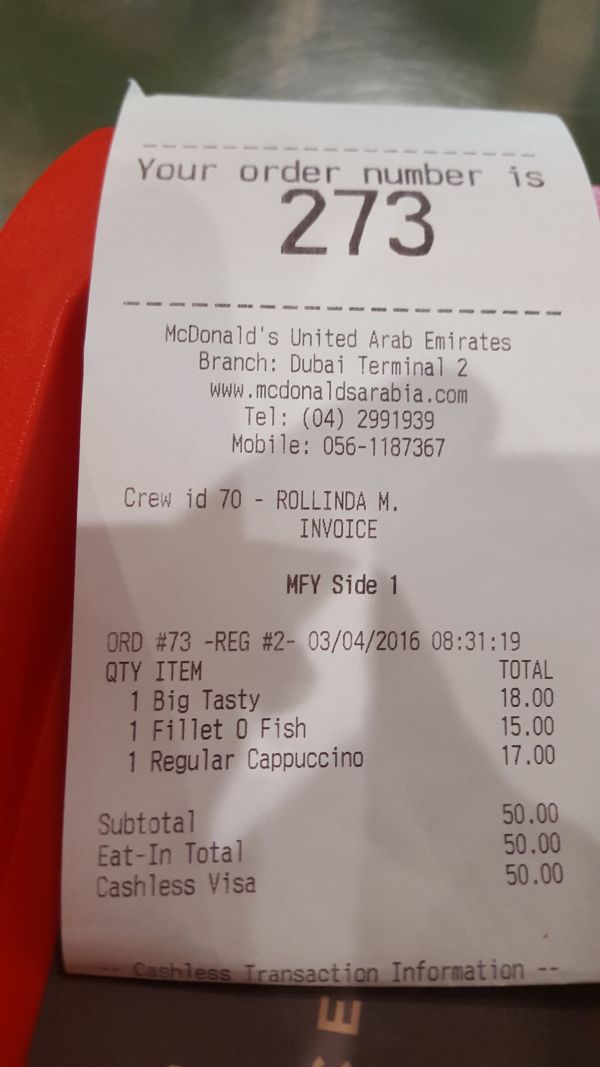 Your order number is
273
McDonald's United Arab Emirates
Branch: Dubai Terminal 2
www.mcdonaldsarabia.com
Tel: (04) 2991939
Mobile: 056-1187367
Crew id 70 - ROLLINDA M.
INVOICE
MFY Side 1
ORD #73 -REG #2- 03/04/2016 08:31:19
QTY ITEM TOTAL
1 Big Tasty 18.00
1 Fillet O Fish 15.00
1 Regular Cappuccino 17.00
Subtotal 50.00
Eat-In Total 50.00
Cashless Visa 50.00
-- Cashless Transaction Information --